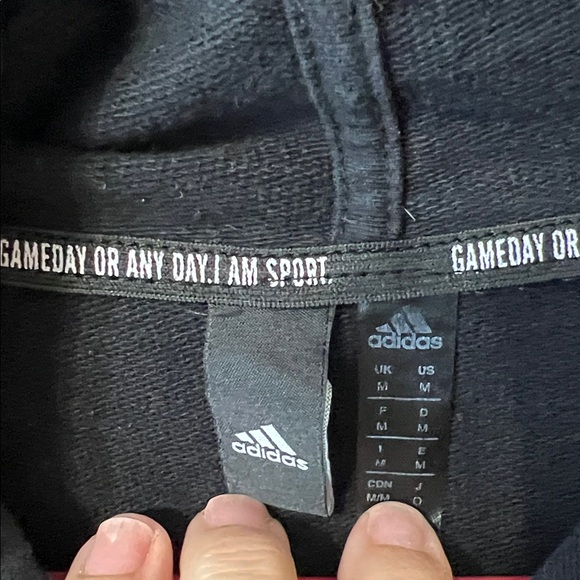 GAMEDAY OR ANY DAY.I AM SPORT.
GAMEDAY OR
adidas
adidas
UK US
M M
F D
M M
I E
M M
CDN J
M/M O